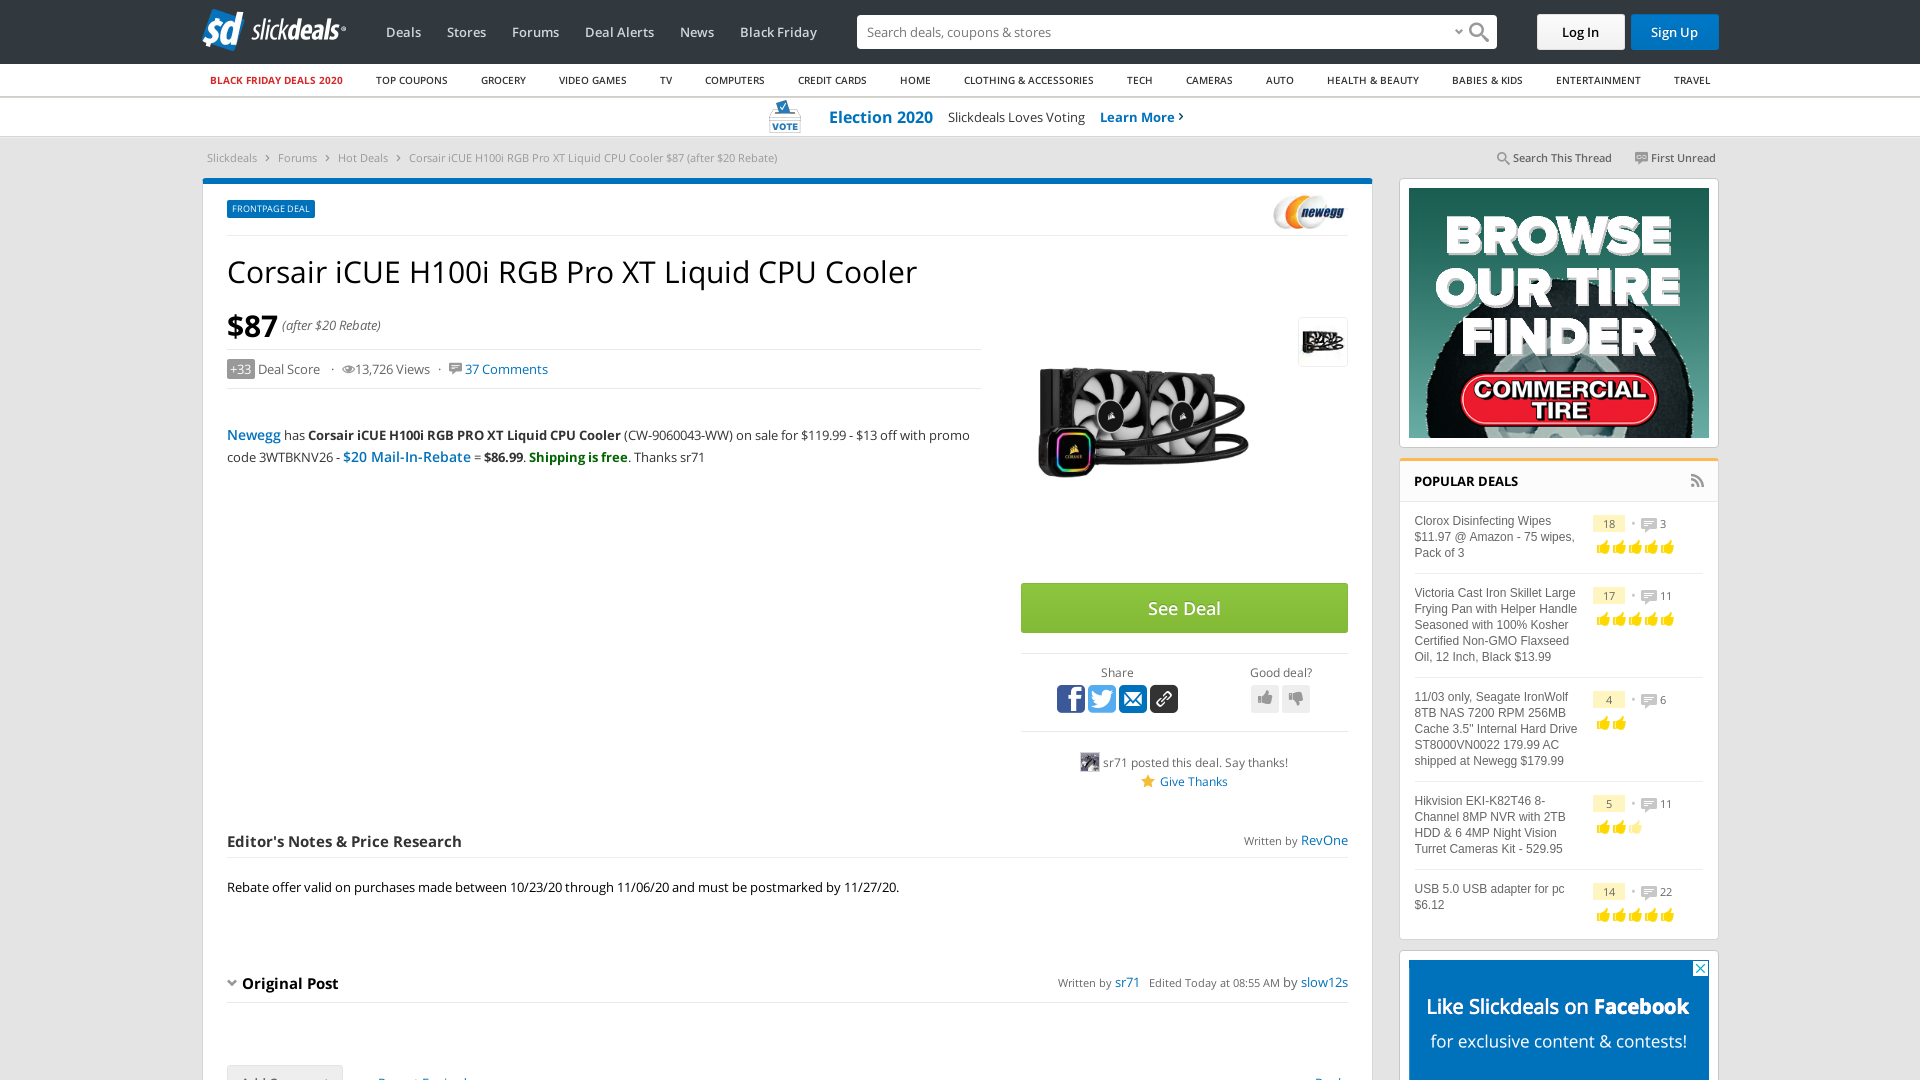 slickdeals
Deals Stores Forums Deal Alerts News Black Friday
Search deals, coupons & stores
Log In Sign Up
BLACK FRIDAY DEALS 2020 TOP COUPONS GROCERY VIDEO GAMES TV COMPUTERS CREDIT CARDS HOME CLOTHING & ACCESSORIES TECH CAMERAS AUTO HEALTH & BEAUTY BABIES & KIDS ENTERTAINMENT TRAVEL
VOTE Election 2020 Slickdeals Loves Voting Learn More
Slickdeals Forums Hot Deals Corsair iCUE H100i RGB Pro XT Liquid CPU Cooler $87 (after $20 Rebate)
Search This Thread First Unread
FRONTPAGE DEAL
newegg
Corsair iCUE H100i RGB Pro XT Liquid CPU Cooler
$87 (after $20 Rebate)
+33 Deal Score · 13,726 Views · 37 Comments
Newegg has Corsair iCUE H100i RGB PRO XT Liquid CPU Cooler (CW-9060043-WW) on sale for $119.99 - $13 off with promo
code 3WTBKNV26 - $20 Mail-In-Rebate = $86.99. Shipping is free. Thanks sr71
See Deal
Share
Good deal?
sr71 posted this deal. Say thanks!
Give Thanks
Editor's Notes & Price Research
Written by RevOne
Rebate offer valid on purchases made between 10/23/20 through 11/06/20 and must be postmarked by 11/27/20.
Original Post
Written by sr71 Edited Today at 08:55 AM by slow12s
BROWSE
OUR TIRE
FINDER
COMMERCIAL
TIRE
POPULAR DEALS
Clorox Disinfecting Wipes
$11.97 @ Amazon - 75 wipes,
Pack of 3
18 • 3
Victoria Cast Iron Skillet Large
Frying Pan with Helper Handle
Seasoned with 100% Kosher
Certified Non-GMO Flaxseed
Oil, 12 Inch, Black $13.99
17 • 11
11/03 only, Seagate IronWolf
8TB NAS 7200 RPM 256MB
Cache 3.5" Internal Hard Drive
ST8000VN0022 179.99 AC
shipped at Newegg $179.99
4 • 6
Hikvision EKI-K82T46 8-
Channel 8MP NVR with 2TB
HDD & 6 4MP Night Vision
Turret Cameras Kit - 529.95
5 • 11
USB 5.0 USB adapter for pc
$6.12
14 • 22
Like Slickdeals on Facebook
for exclusive content & contests!